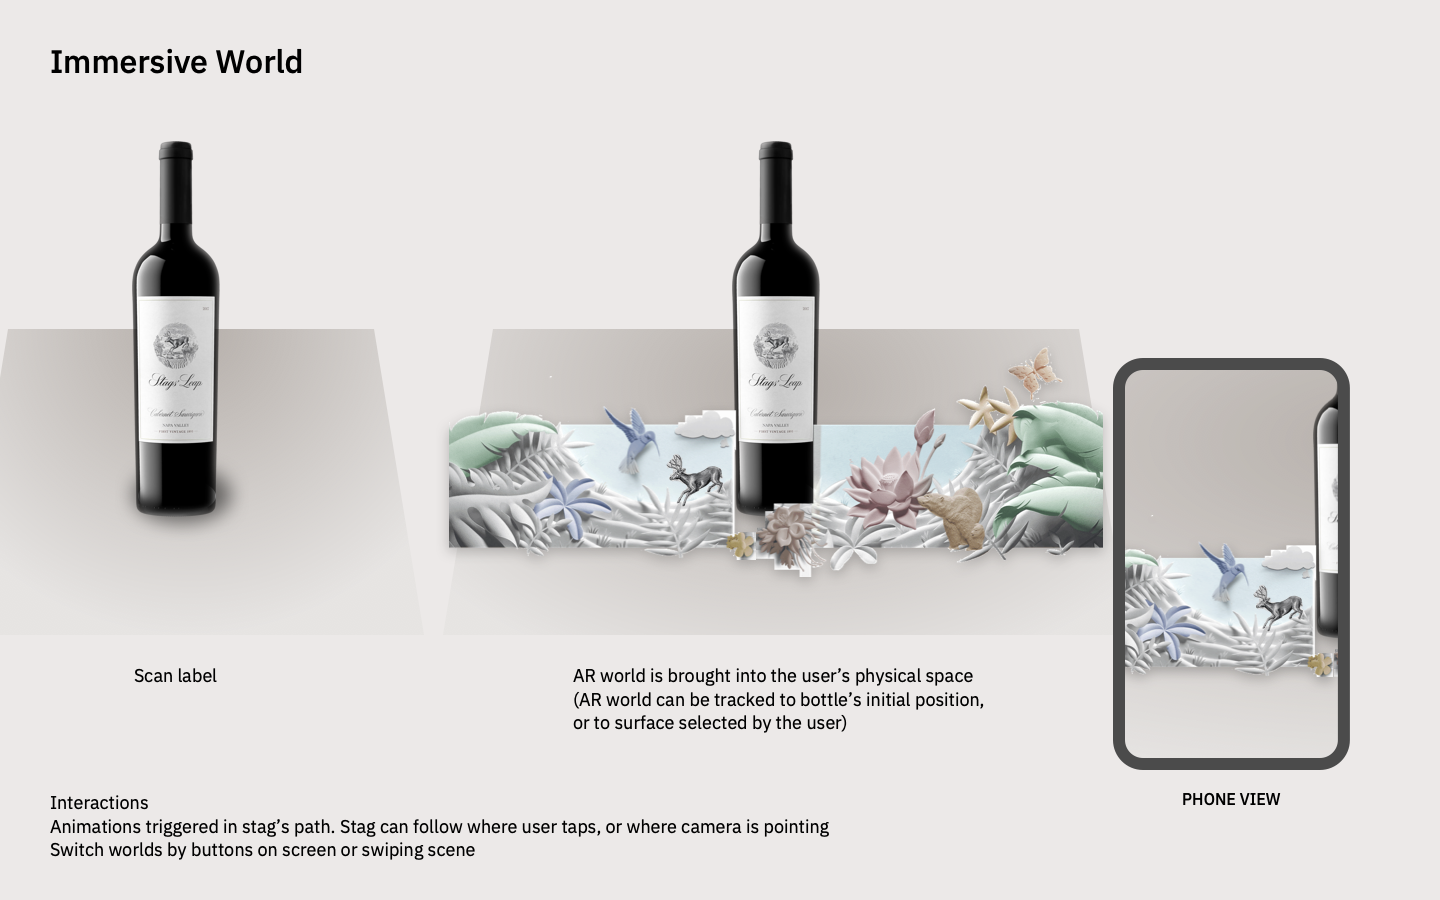 Immersive World
Stags' Leap
Cabernet Sauvignon
NAPA VALLEY
Stags' Leap
Cabernet Sauvignon
NAPA VALLEY
Scan label
AR world is brought into the user’s physical space
(AR world can be tracked to bottle’s initial position,
or to surface selected by the user)
PHONE VIEW
Interactions
Animations triggered in stag’s path. Stag can follow where user taps, or where camera is pointing
Switch worlds by buttons on screen or swiping scene